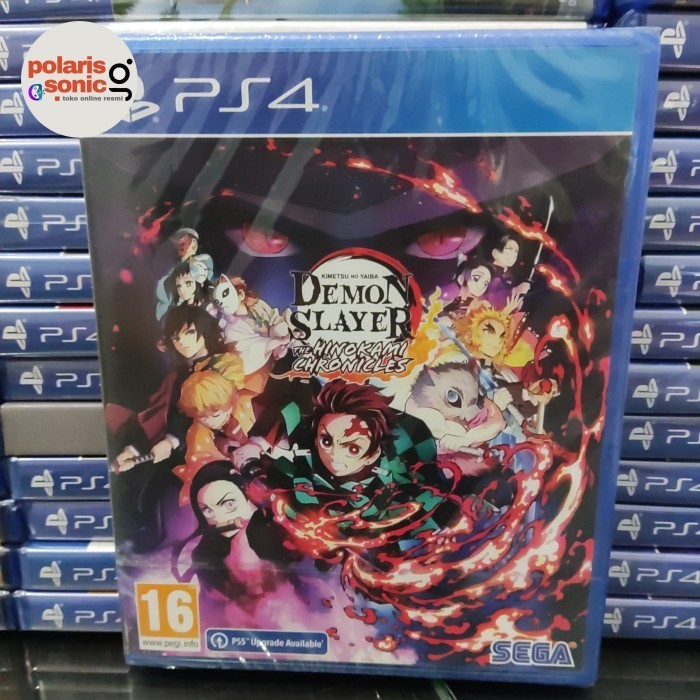 polaris
sonic
g
toko online resmi
PS4
KIMETSU NO YAIBA
DEMON
SLAYER
THE HINOKAMI
CHRONICLES
16
www.pegi.info
PS5™ Upgrade Available
SEGA